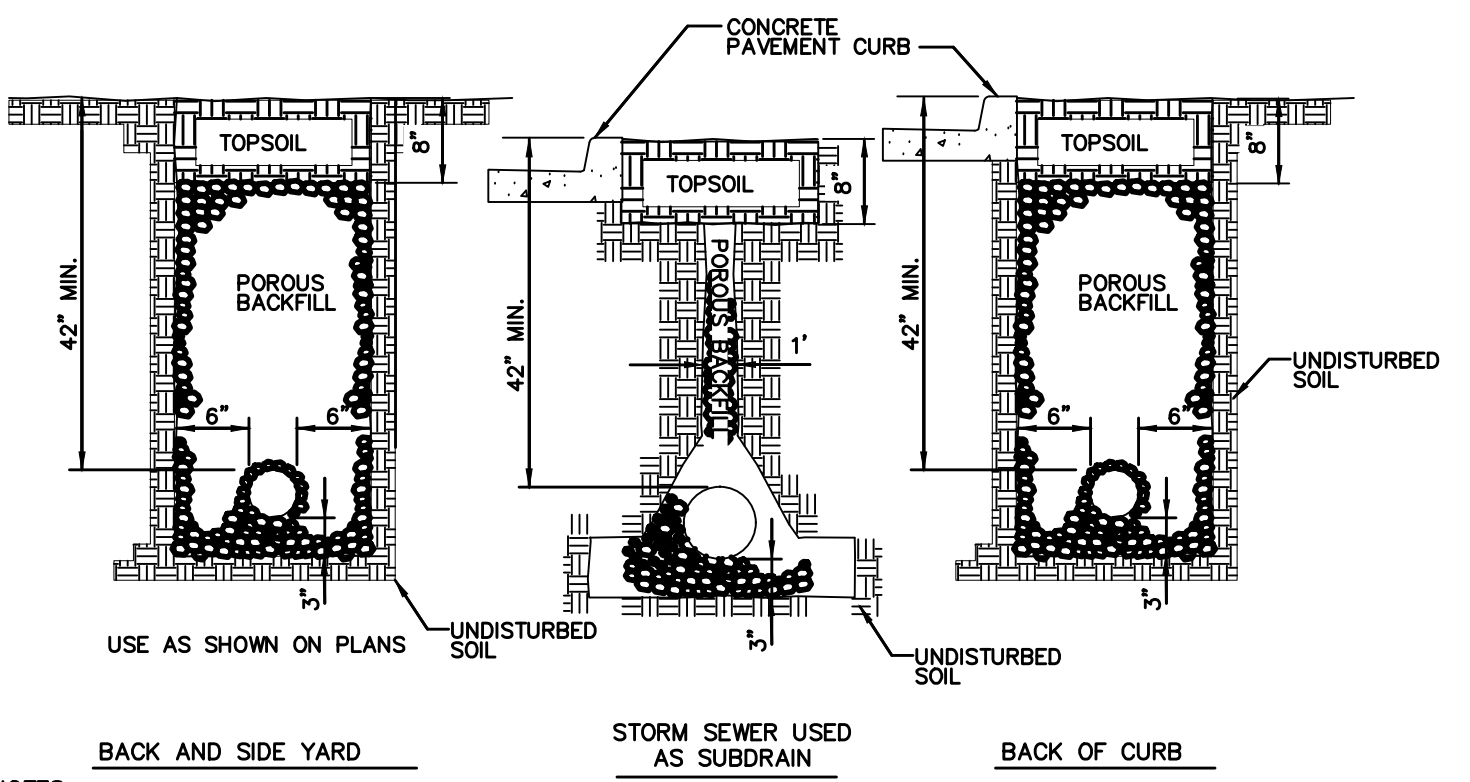 CONCRETE
PAVEMENT CURB
TOPSOIL
8"
42" MIN.
POROUS
BACKFILL
6"
6"
3"
UNDISTURBED
SOIL
USE AS SHOWN ON PLANS
BACK AND SIDE YARD
TOPSOIL
8"
42" MIN.
POROUS BACKFILL
1'
3"
UNDISTURBED
SOIL
STORM SEWER USED
AS SUBDRAIN
TOPSOIL
8"
42" MIN.
POROUS
BACKFILL
UNDISTURBED
SOIL
6"
6"
3"
BACK OF CURB